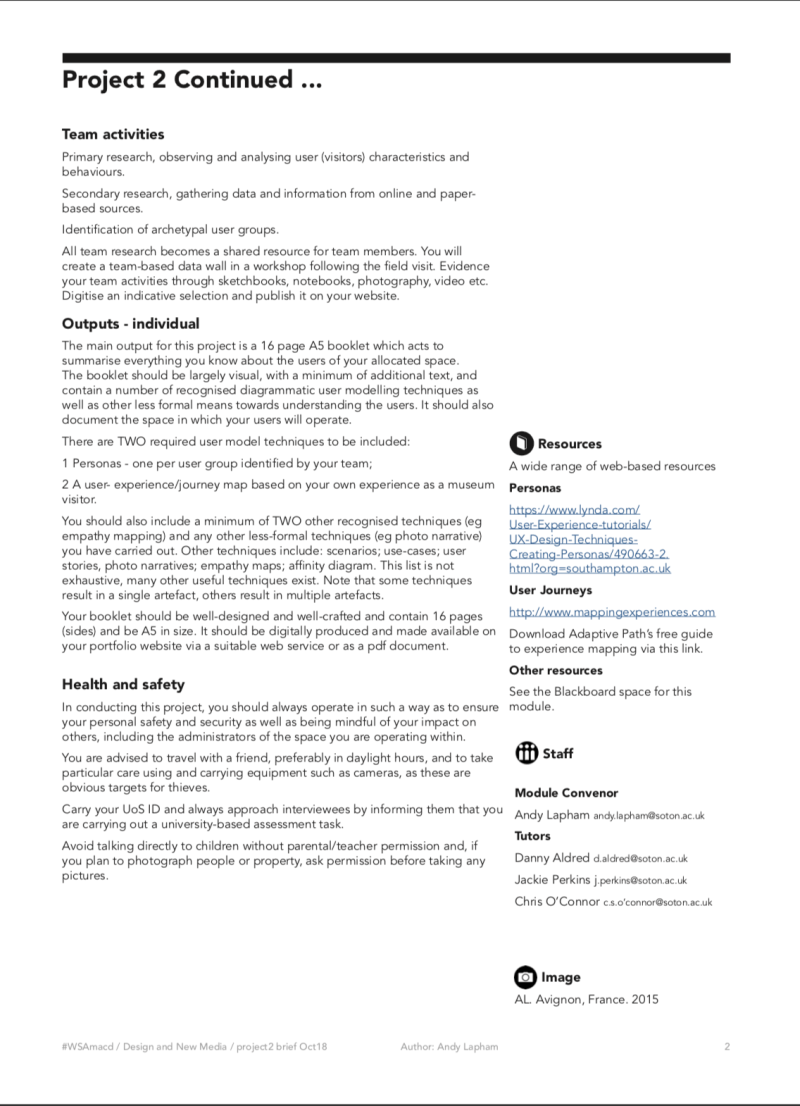 Project 2 Continued ...
Team activities
Primary research, observing and analysing user (visitors) characteristics and
behaviours.
Secondary research, gathering data and information from online and paper-
based sources.
Identification of archetypal user groups.
All team research becomes a shared resource for team members. You will
create a team-based data wall in a workshop following the field visit. Evidence
your team activities through sketchbooks, notebooks, photography, video etc.
Digitise an indicative selection and publish it on your website.
Outputs - individual
The main output for this project is a 16 page A5 booklet which acts to
summarise everything you know about the users of your allocated space.
The booklet should be largely visual, with a minimum of additional text, and
contain a number of recognised diagrammatic user modelling techniques as
well as other less formal means towards understanding the users. It should also
document the space in which your users will operate.
There are TWO required user model techniques to be included:
1 Personas - one per user group identified by your team;
2 A user- experience/journey map based on your own experience as a museum
visitor.
You should also include a minimum of TWO other recognised techniques (eg
empathy mapping) and any other less-formal techniques (eg photo narrative)
you have carried out. Other techniques include: scenarios; use-cases; user
stories, photo narratives; empathy maps; affinity diagram. This list is not
exhaustive, many other useful techniques exist. Note that some techniques
result in a single artefact, others result in multiple artefacts.
Your booklet should be well-designed and well-crafted and contain 16 pages
(sides) and be A5 in size. It should be digitally produced and made available on
your portfolio website via a suitable web service or as a pdf document.
Health and safety
In conducting this project, you should always operate in such a way as to ensure
your personal safety and security as well as being mindful of your impact on
others, including the administrators of the space you are operating within.
You are advised to travel with a friend, preferably in daylight hours, and to take
particular care using and carrying equipment such as cameras, as these are
obvious targets for thieves.
Carry your UoS ID and always approach interviewees by informing them that you
are carrying out a university-based assessment task.
Avoid talking directly to children without parental/teacher permission and, if
you plan to photograph people or property, ask permission before taking any
pictures.
Resources
A wide range of web-based resources
Personas
https://www.lynda.com/
User-Experience-tutorials/
UX-Design-Techniques-
Creating-Personas/490663-2.
html?org=southampton.ac.uk
User Journeys
http://www.mappingexperiences.com
Download Adaptive Path's free guide
to experience mapping via this link.
Other resources
See the Blackboard space for this
module.
Staff
Module Convenor
Andy Lapham andy.lapham@soton.ac.uk
Tutors
Danny Aldred d.aldred@soton.ac.uk
Jackie Perkins j.perkins@soton.ac.uk
Chris O'Connor c.s.o'connor@soton.ac.uk
Image
AL. Avignon, France. 2015
#WSAmacd / Design and New Media / project2 brief Oct18
Author: Andy Lapham
2